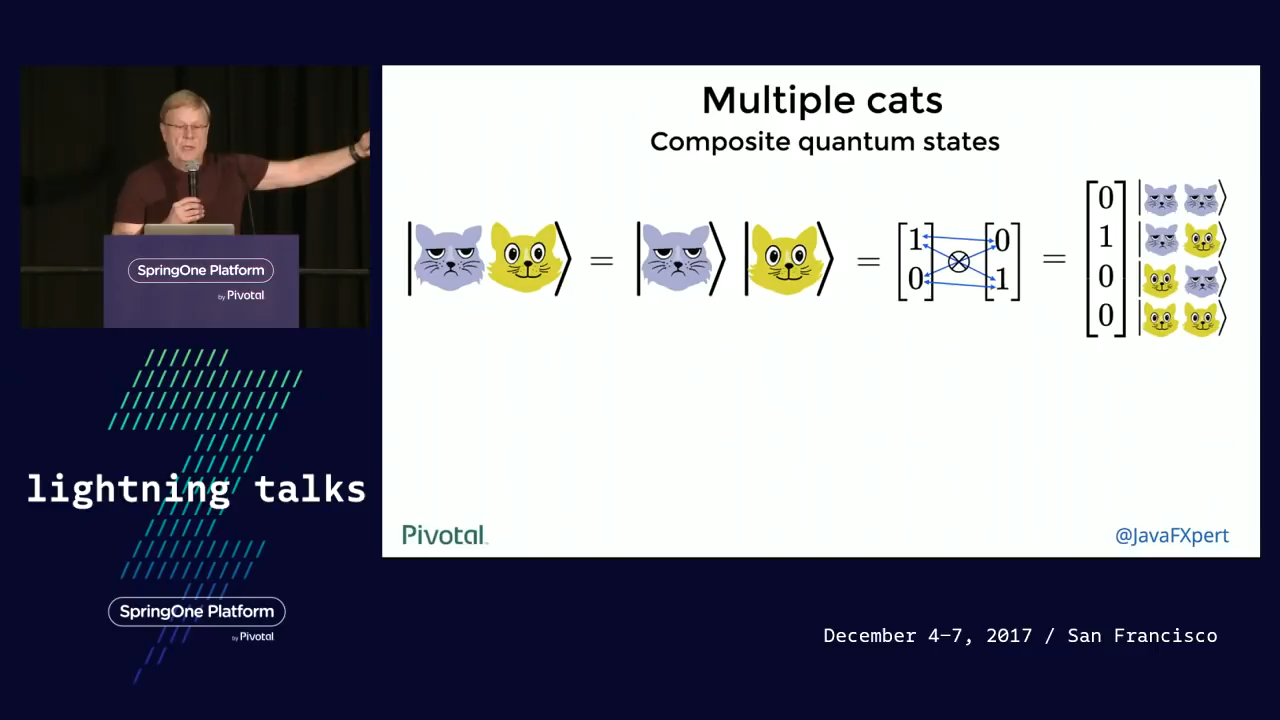 SpringOne Platform
by Pivotal
lightning talks
SpringOne Platform
by Pivotal
Multiple cats
Composite quantum states
| ⟩ = | ⟩ | ⟩ = [1 0] ⊗ [0 1] = [0 1 0 0]
Pivotal
@JavaFXpert
December 4–7, 2017 / San Francisco